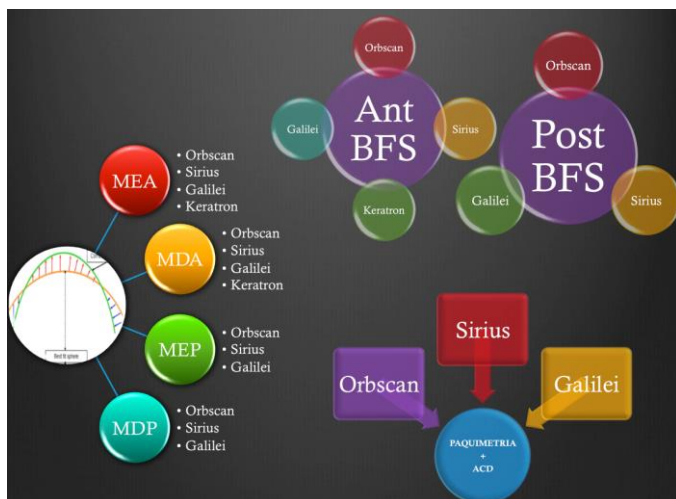 MEA
• Orbscan
• Sirius
• Galilei
• Keratron
MDA
• Orbscan
• Sirius
• Galilei
• Keratron
MEP
• Orbscan
• Sirius
• Galilei
MDP
• Orbscan
• Sirius
• Galilei
Orbscan
Ant
BFS
Galilei
Sirius
Keratron
Orbscan
Post
BFS
Galilei
Sirius
Sirius
Orbscan
Galilei
PAQUIMETRIA
+
ACD